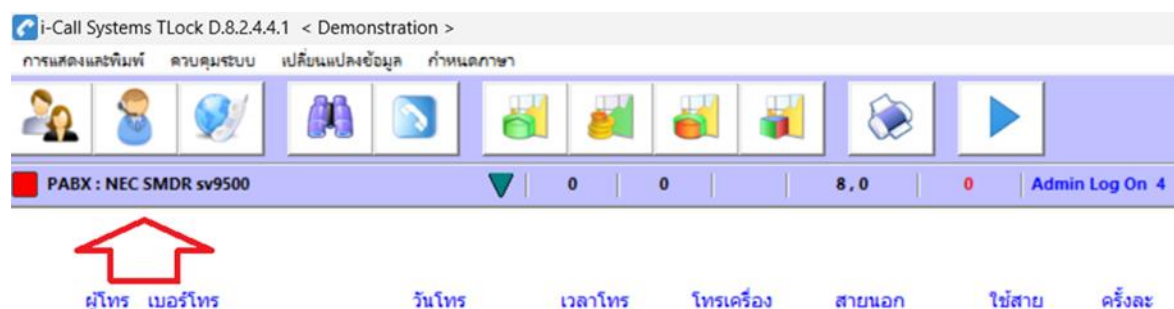 i-Call Systems TLock D.8.2.4.4.1 < Demonstration >
การแสดงและพิมพ์ ควบคุมระบบ เปลี่ยนแปลงข้อมูล กำหนดภาษา
PABX : NEC SMDR sv9500 0 0 8 , 0 0 Admin Log On 4
ผู้โทร เบอร์โทร วันโทร เวลาโทร โทรเครื่อง สายนอก ใช้สาย ครั้งละ